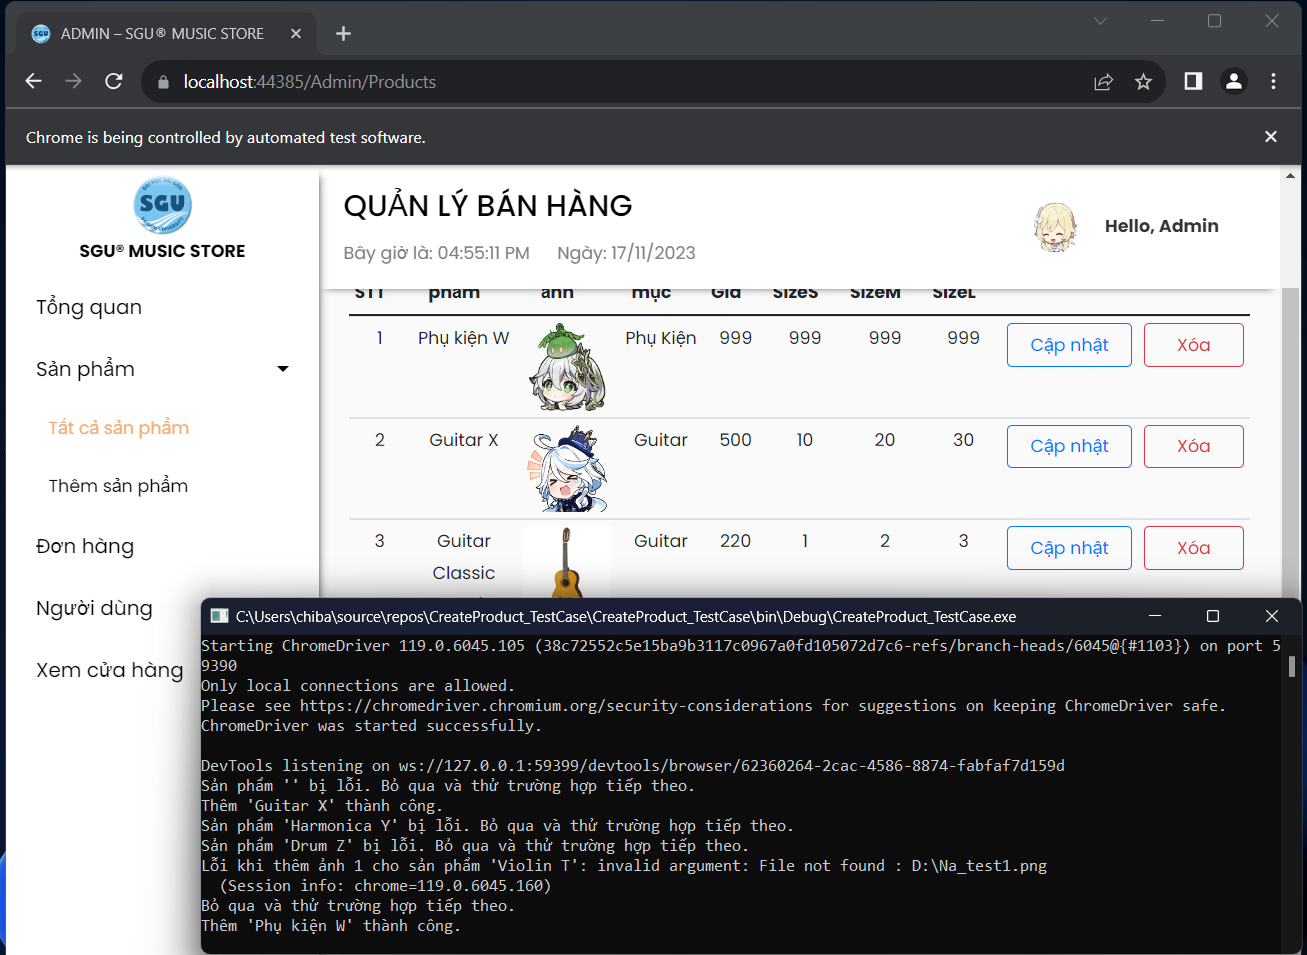 ADMIN – SGU® MUSIC STORE
localhost:44385/Admin/Products
Chrome is being controlled by automated test software.
SGU
SGU® MUSIC STORE
Tổng quan
Sản phẩm
Tất cả sản phẩm
Thêm sản phẩm
Đơn hàng
Người dùng
Xem cửa hàng
QUẢN LÝ BÁN HÀNG
Bây giờ là: 04:55:11 PM Ngày: 17/11/2023
Hello, Admin
STT phẩm ảnh mục Giá SizeS SizeM SizeL
1 Phụ kiện W Phụ Kiện 999 999 999 999 Cập nhật Xóa
2 Guitar X Guitar 500 10 20 30 Cập nhật Xóa
3 Guitar Guitar 220 1 2 3 Cập nhật Xóa
Classic
C:\Users\chiba\source\repos\CreateProduct_TestCase\CreateProduct_TestCase\bin\Debug\CreateProduct_TestCase.exe
Starting ChromeDriver 119.0.6045.105 (38c72552c5e15ba9b3117c0967a0fd105072d7c6-refs/branch-heads/6045@{#1103}) on port 5
9390
Only local connections are allowed.
Please see https://chromedriver.chromium.org/security-considerations for suggestions on keeping ChromeDriver safe.
ChromeDriver was started successfully.
DevTools listening on ws://127.0.0.1:59399/devtools/browser/62360264-2cac-4586-8874-fabfaf7d159d
Sản phẩm '' bị lỗi. Bỏ qua và thử trường hợp tiếp theo.
Thêm 'Guitar X' thành công.
Sản phẩm 'Harmonica Y' bị lỗi. Bỏ qua và thử trường hợp tiếp theo.
Sản phẩm 'Drum Z' bị lỗi. Bỏ qua và thử trường hợp tiếp theo.
Lỗi khi thêm ảnh 1 cho sản phẩm 'Violin T': invalid argument: File not found : D:\Na_test1.png
(Session info: chrome=119.0.6045.160)
Bỏ qua và thử trường hợp tiếp theo.
Thêm 'Phụ kiện W' thành công.